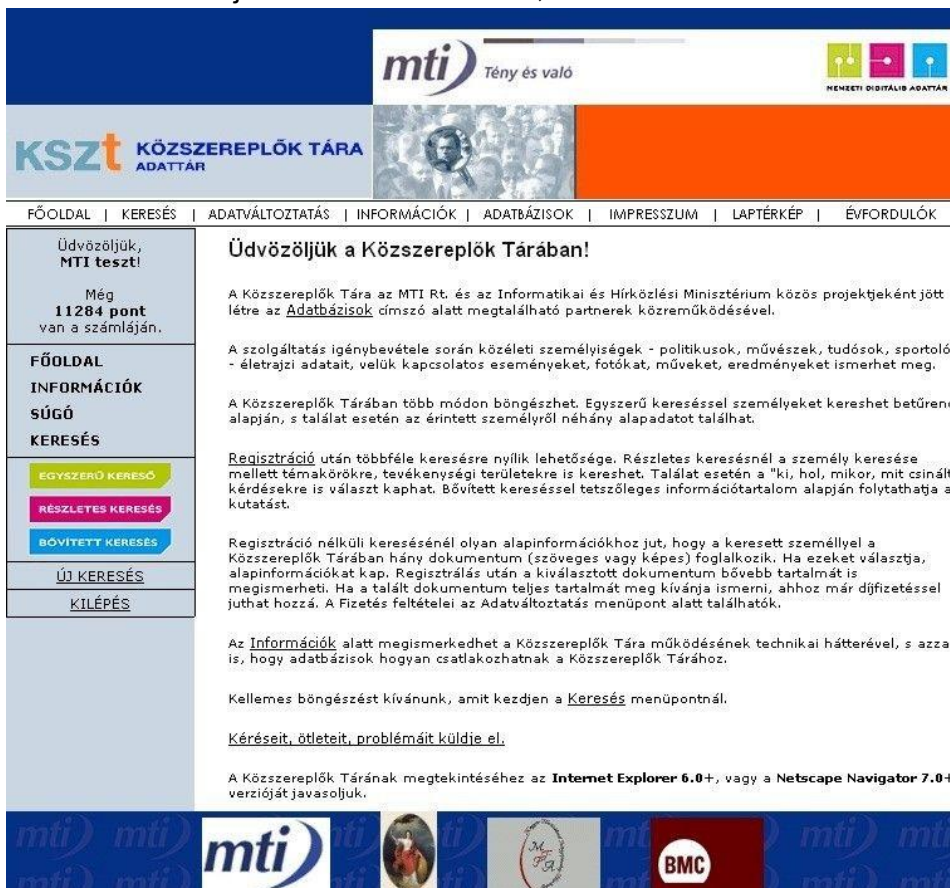 mti) Tény és való
NEMZETI DIGITÁLIS ADATTÁR
KSZt KÖZSZEREPLŐK TÁRA
ADATTÁR
FŐOLDAL | KERESÉS | ADATVÁLTOZTATÁS | INFORMÁCIÓK | ADATBÁZISOK | IMPRESSZUM | LAPTÉRKÉP | ÉVFORDULÓK
Üdvözöljük,
MTI teszt!
Még
11284 pont
van a számláján.
FŐOLDAL
INFORMÁCIÓK
SÚGÓ
KERESÉS
EGYSZERŰ KERESŐ
RÉSZLETES KERESÉS
BŐVÍTETT KERESÉS
ÚJ KERESÉS
KILÉPÉS
Üdvözöljük a Közszereplők Tárában!
A Közszereplők Tára az MTI Rt. és az Informatikai és Hírközlési Minisztérium közös projektjeként jött
létre az Adatbázisok címszó alatt megtalálható partnerek közreműködésével.
A szolgáltatás igénybevétele során közéleti személyiségek - politikusok, művészek, tudósok, sportoló
- életrajzi adatait, velük kapcsolatos eseményeket, fotókat, műveket, eredményeket ismerhet meg.
A Közszereplők Tárában több módon böngészhet. Egyszerű kereséssel személyeket kereshet betűrend
alapján, s találat esetén az érintett személyről néhány alapadatot találhat.
Regisztráció után többféle keresésre nyílik lehetősége. Részletes keresésnél a személy keresése
mellett témakörökre, tevékenységi területekre is kereshet. Találat esetén a "ki, hol, mikor, mit csinált
kérdésekre is választ kaphat. Bővített kereséssel tetszőleges információtartalom alapján folytathatja a
kutatást.
Regisztráció nélküli keresésénél olyan alapinformációkhoz jut, hogy a keresett személlyel a
Közszereplők Tárában hány dokumentum (szöveges vagy képes) foglalkozik. Ha ezeket választja,
alapinformációkat kap. Regisztrálás után a kiválasztott dokumentum bővebb tartalmát is
megismerheti. Ha a talált dokumentum teljes tartalmát meg kívánja ismerni, ahhoz már díjfizetéssel
juthat hozzá. A Fizetés feltételei az Adatváltoztatás menüpont alatt találhatók.
Az Információk alatt megismerkedhet a Közszereplők Tára működésének technikai hátterével, s azza
is, hogy adatbázisok hogyan csatlakozhatnak a Közszereplők Tárához.
Kellemes böngészést kívánunk, amit kezdjen a Keresés menüpontnál.
Kéréseit, ötleteit, problémáit küldje el.
A Közszereplők Tárának megtekintéséhez az Internet Explorer 6.0+, vagy a Netscape Navigator 7.0+
verzióját javasoljuk.
mti) BMC